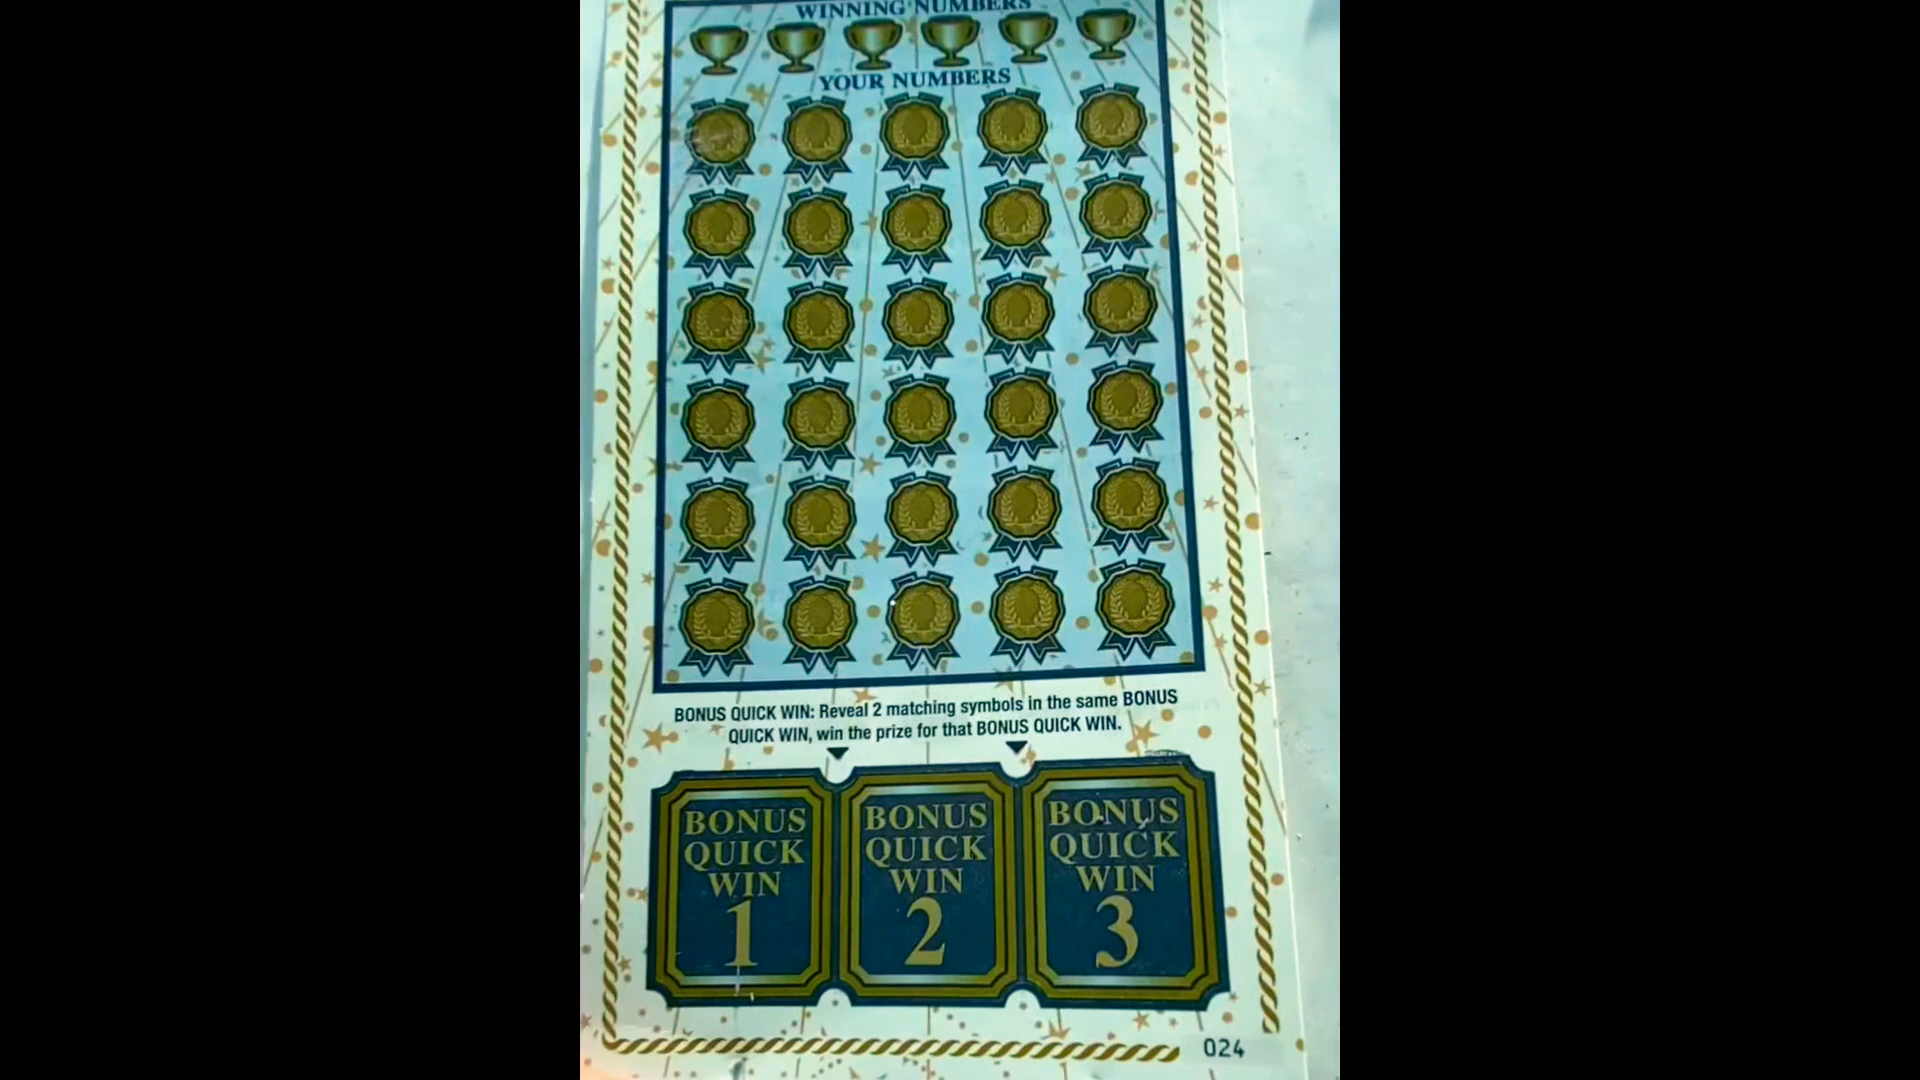 WINNING NUMBERS
YOUR NUMBERS
BONUS QUICK WIN: Reveal 2 matching symbols in the same BONUS
QUICK WIN, win the prize for that BONUS QUICK WIN.
BONUS
QUICK
WIN
1
BONUS
QUICK
WIN
2
BONUS
QUICK
WIN
3
024